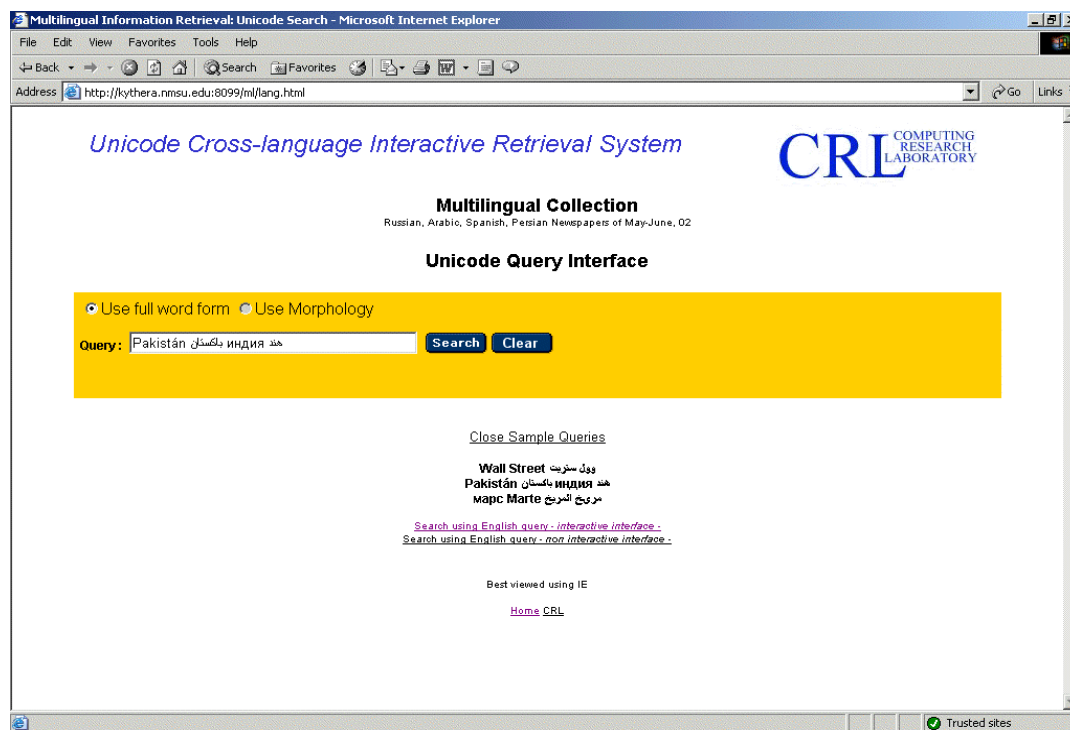 Multilingual Information Retrieval: Unicode Search - Microsoft Internet Explorer
File Edit View Favorites Tools Help
Back Search Favorites
Address http://kythera.nmsu.edu:8099/ml/lang.html Go Links
Unicode Cross-language Interactive Retrieval System
CRL COMPUTING RESEARCH LABORATORY
Multilingual Collection
Russian, Arabic, Spanish, Persian Newspapers of May-June, 02
Unicode Query Interface
Use full word form Use Morphology
Query: Pakistán باكستان индия هند Search Clear
Close Sample Queries
Wall Street وول ستريت
Pakistán باكستان индия هند
марс Marte مريخ المريخ
Search using English query - interactive interface -
Search using English query - non interactive interface -
Best viewed using IE
Home CRL
Trusted sites